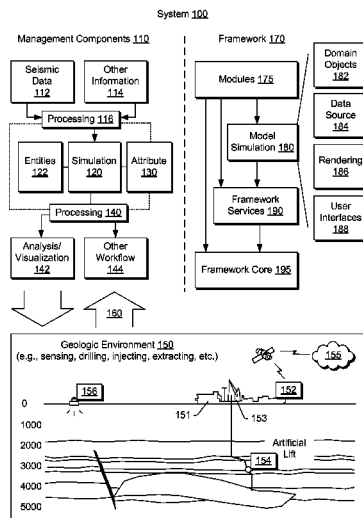 System 100
Management Components 110
Seismic Data 112
Other Information 114
Processing 116
Entities 122
Simulation 120
Attribute 130
Processing 140
Analysis/ Visualization 142
Other Workflow 144
160
Framework 170
Modules 175
Model Simulation 180
Framework Services 190
Framework Core 195
Domain Objects 182
Data Source 184
Rendering 186
User Interfaces 188
Geologic Environment 150
(e.g., sensing, drilling, injecting, extracting, etc.)
155
156
152
151
153
0
1000
2000
3000
4000
5000
Artificial Lift
154